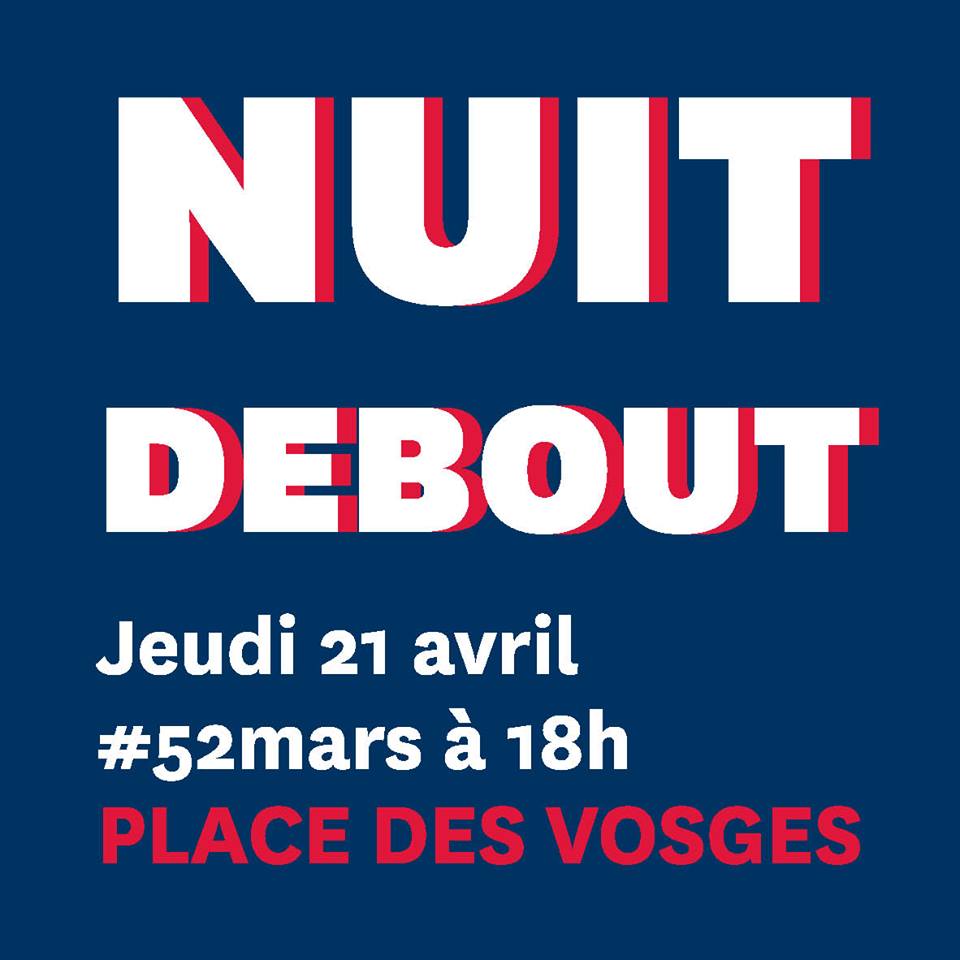 NUIT
DEBOUT
Jeudi 21 avril
#52mars à 18h
PLACE DES VOSGES